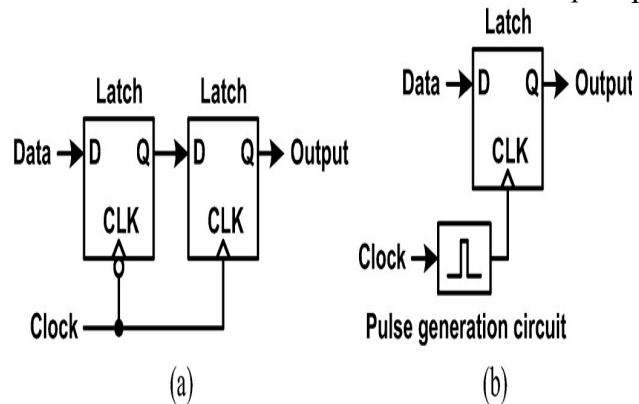 Latch
Latch
Data
D
Q
D
Q
Output
CLK
CLK
Clock
(a)
Latch
Data
D
Q
Output
CLK
Clock
Pulse generation circuit
(b)